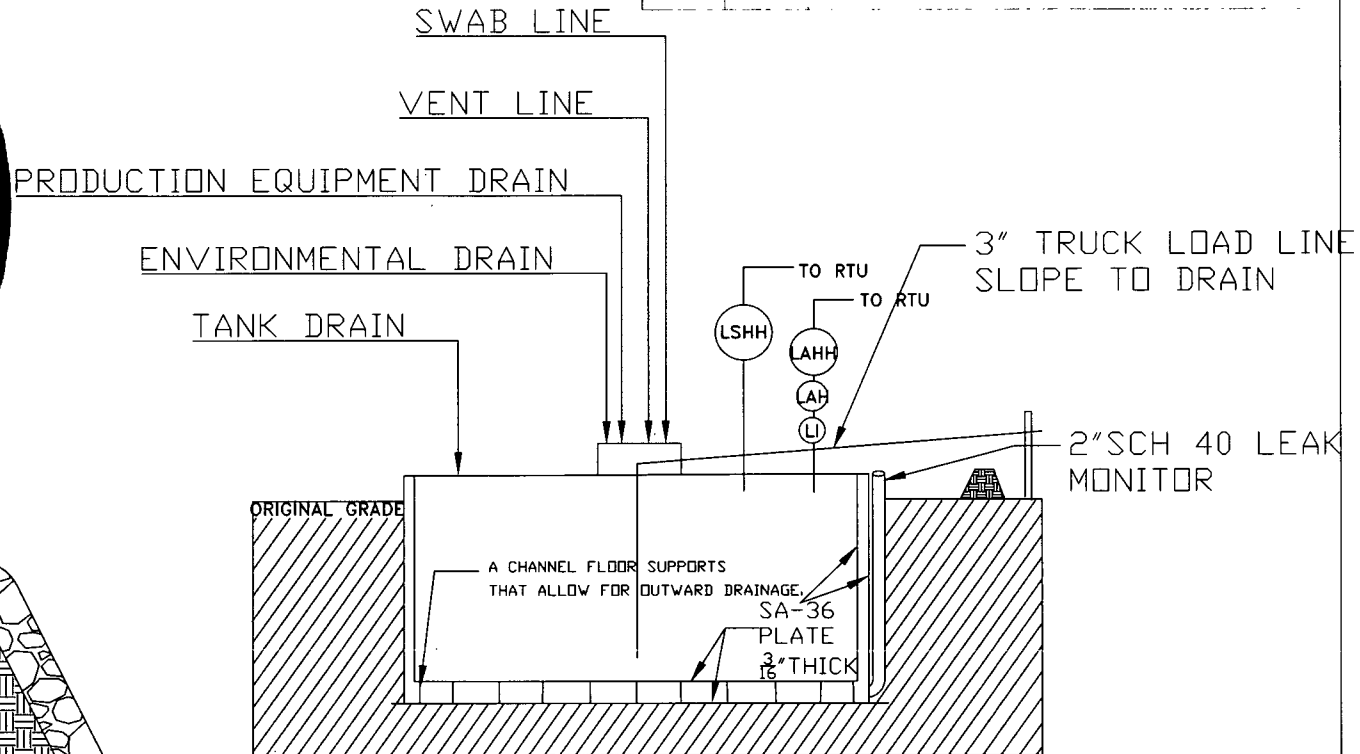 SWAB LINE
VENT LINE
PRODUCTION EQUIPMENT DRAIN
ENVIRONMENTAL DRAIN
TANK DRAIN
TO RTU
TO RTU
3" TRUCK LOAD LINE
SLOPE TO DRAIN
LSHH
LAHH
LAH
LI
2"SCH 40 LEAK
MONITOR
ORIGINAL GRADE
A CHANNEL FLOOR SUPPORTS
THAT ALLOW FOR OUTWARD DRAINAGE.
SA-36
PLATE
3/16"THICK